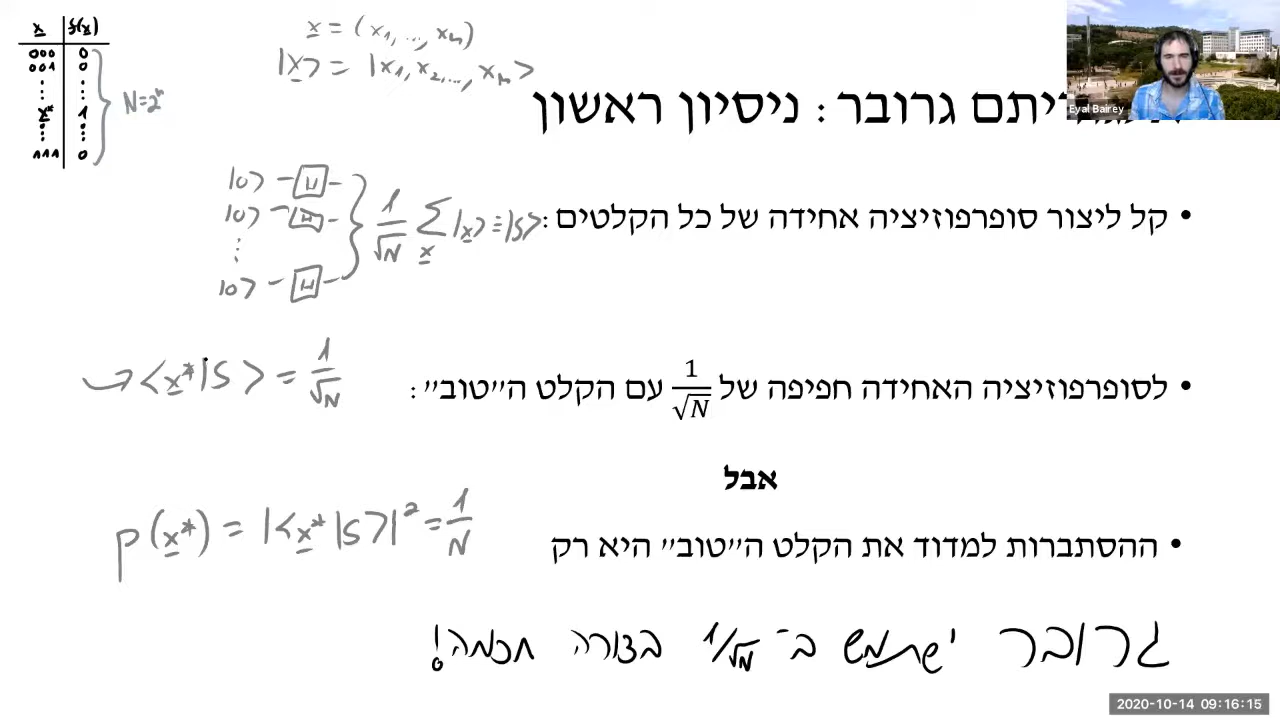 x f(x)
000 0
001 0
⋮ ⋮
x* 1
⋮ ⋮
111 0
N=2ⁿ
x = (x₁,...,xₙ)
|x> = |x₁,x₂,...,xₙ>
Eyal Bairey
גרובר: ניסיון ראשון
• קל ליצור סופרפוזיציה אחידה של כל הקלטים:
|0> -[H]-
|0> -[H]-
⋮
|0> -[H]-
} 1/√N Σₓ |x> ≡ |s>
• לסופרפוזיציה האחידה חפיפה של 1/√N עם הקלט ה"טוב":
→ <x*|S> = 1/√N
אבל
• ההסתברות למדוד את הקלט ה"טוב" היא רק
p(x*) = |<x*|S>|² = 1/N
גרובר ישתמש ב-1/√N בצורה חכמה!
2020-10-14 09:16:15